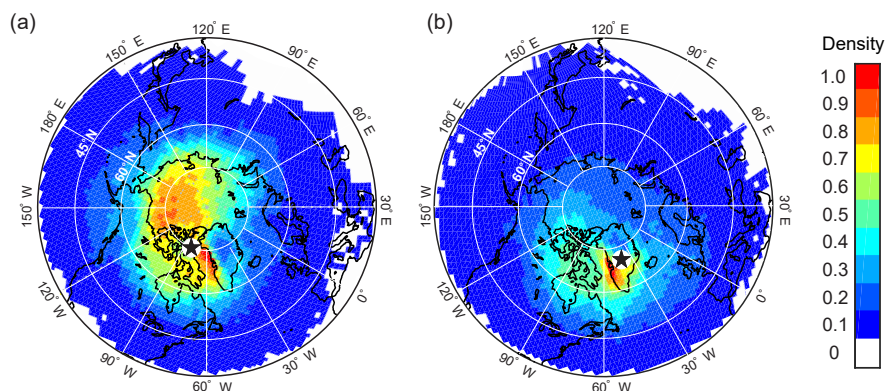 (a)
120° E
150° E
90° E
180° E
60° E
45° N
60° N
150° W
30° E
120° W
0°
90° W
30° W
60° W
(b)
120° E
150° E
90° E
180° E
60° E
45° N
60° N
150° W
30° E
120° W
0°
90° W
30° W
60° W
Density
1.0
0.9
0.8
0.7
0.6
0.5
0.4
0.3
0.2
0.1
0